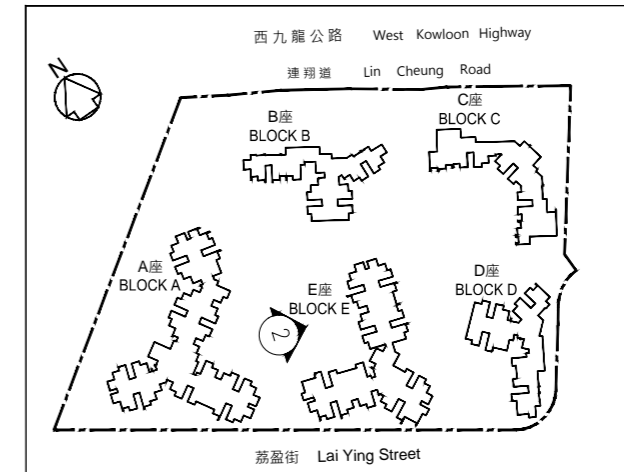 西九龍公路 West Kowloon Highway
連翔道 Lin Cheung Road
N
B座
BLOCK B
C座
BLOCK C
A座
BLOCK A
E座
BLOCK E
D座
BLOCK D
2
荔盈街 Lai Ying Street